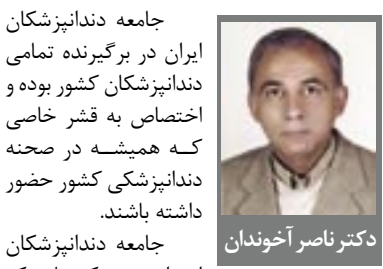 جامعه دندانپزشکان
ایران در برگیرنده تمامی
دندانپزشکان کشور بوده و
اختصاص به قشر خاصی
که همیشه در صحنه
دندانپزشکی کشور حضور
داشته باشند.
جامعه دندانپزشکان
دکتر ناصر آخوندان